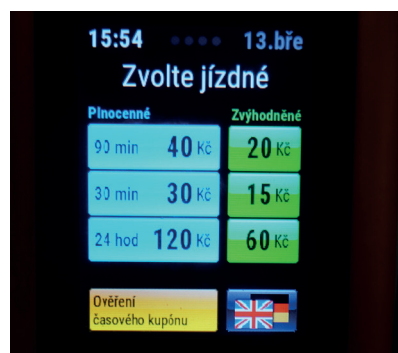 15:54 13.bře
Zvolte jízdné
Plnocenné Zvýhodněné
90 min 40 Kč 20 Kč
30 min 30 Kč 15 Kč
24 hod 120 Kč 60 Kč
Ověření
časového kupónu